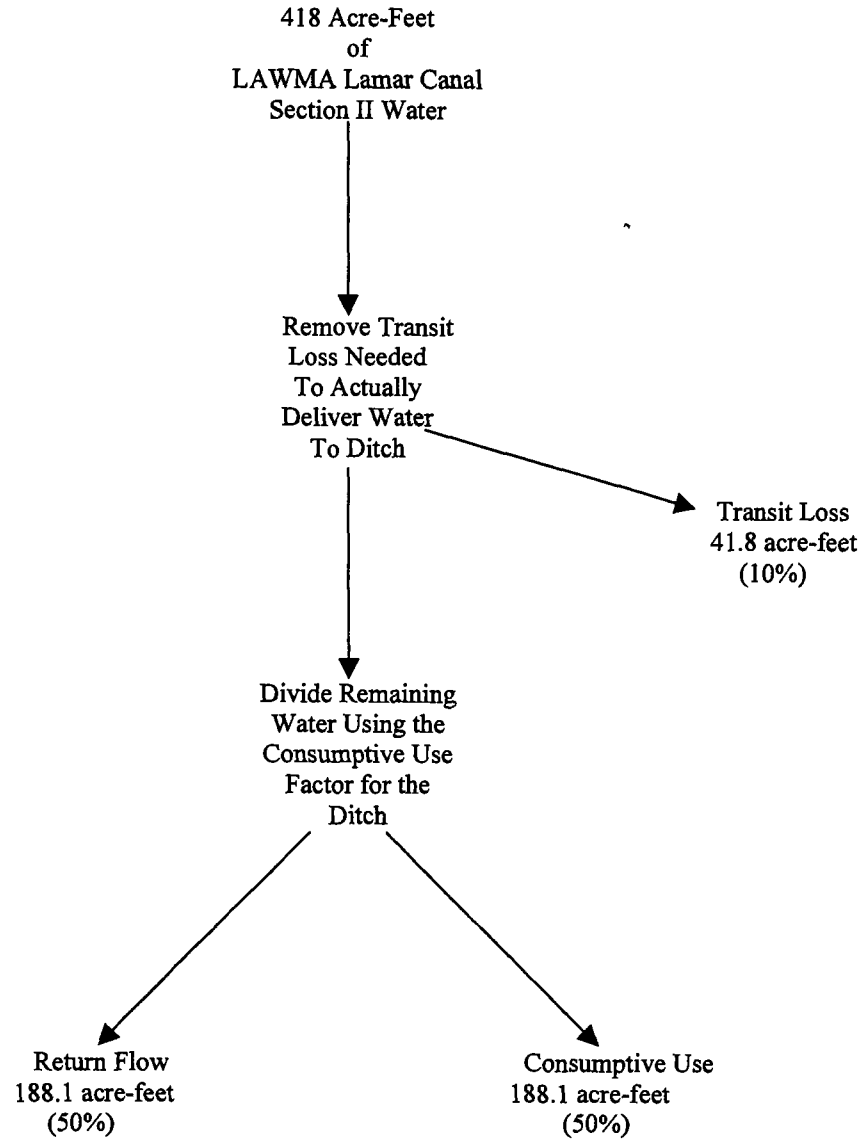 418 Acre-Feet
of
LAWMA Lamar Canal
Section II Water
Remove Transit
Loss Needed
To Actually
Deliver Water
To Ditch
Transit Loss
41.8 acre-feet
(10%)
Divide Remaining
Water Using the
Consumptive Use
Factor for the
Ditch
Return Flow
188.1 acre-feet
(50%)
Consumptive Use
188.1 acre-feet
(50%)